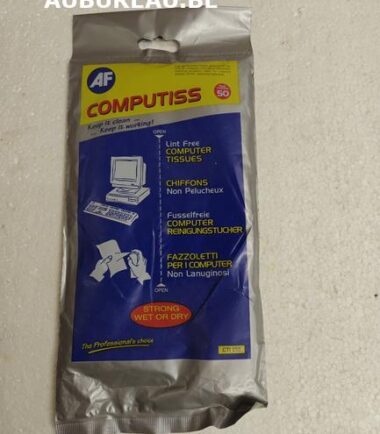 AUBURLAU.BE
AF
COMPUTISS
50
Keep it clean ...
... Keep it working!
OPEN
Lint Free
COMPUTER
TISSUES
CHIFFONS
Non Pelucheux
Fusselfreie
COMPUTER
REINIGUNGSTUCHER
FAZZOLETTI
PER I COMPUTER
Non Lanuginosi
OPEN
STRONG
WET OR DRY
The Professional's choice